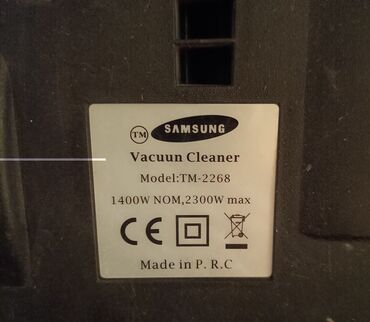 TM SAMSUNG
Vacuun Cleaner
Model:TM-2268
1400W NOM,2300W max
CE
Made in P.R.C